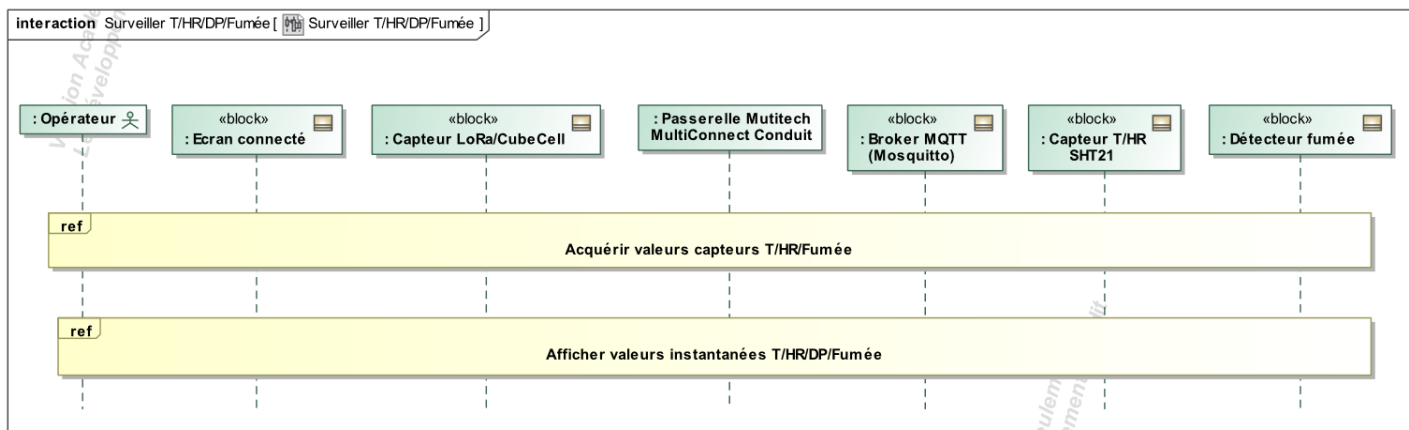 interaction Surveiller T/HR/DP/Fumée [ Surveiller T/HR/DP/Fumée ]
: Opérateur
«block»
: Ecran connecté
«block»
: Capteur LoRa/CubeCell
: Passerelle Mutitech
MultiConnect Conduit
«block»
: Broker MQTT
(Mosquitto)
«block»
: Capteur T/HR
SHT21
«block»
: Détecteur fumée
ref
Acquérir valeurs capteurs T/HR/Fumée
ref
Afficher valeurs instantanées T/HR/DP/Fumée